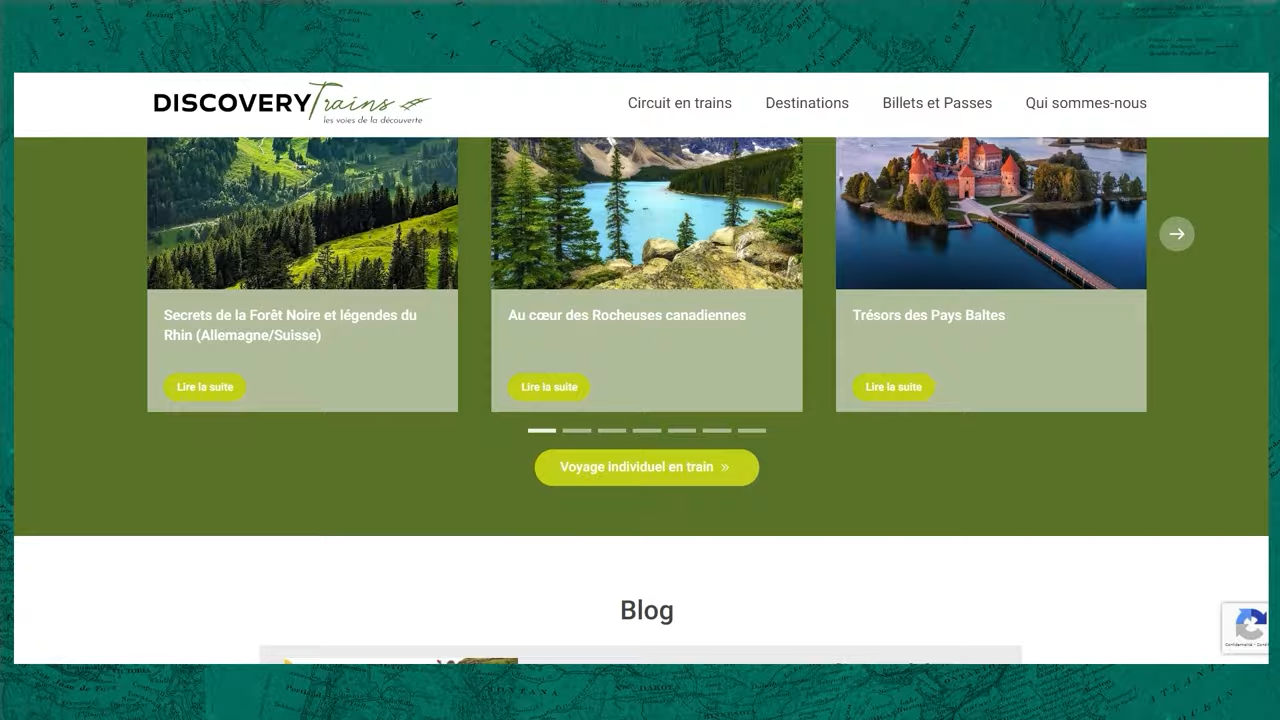 DISCOVERY Trains
les voies de la découverte
Circuit en trains
Destinations
Billets et Passes
Qui sommes-nous
Secrets de la Forêt Noire et légendes du
Rhin (Allemagne/Suisse)
Lire la suite
Au cœur des Rocheuses canadiennes
Lire la suite
Trésors des Pays Baltes
Lire la suite
Voyage individuel en train »
Blog